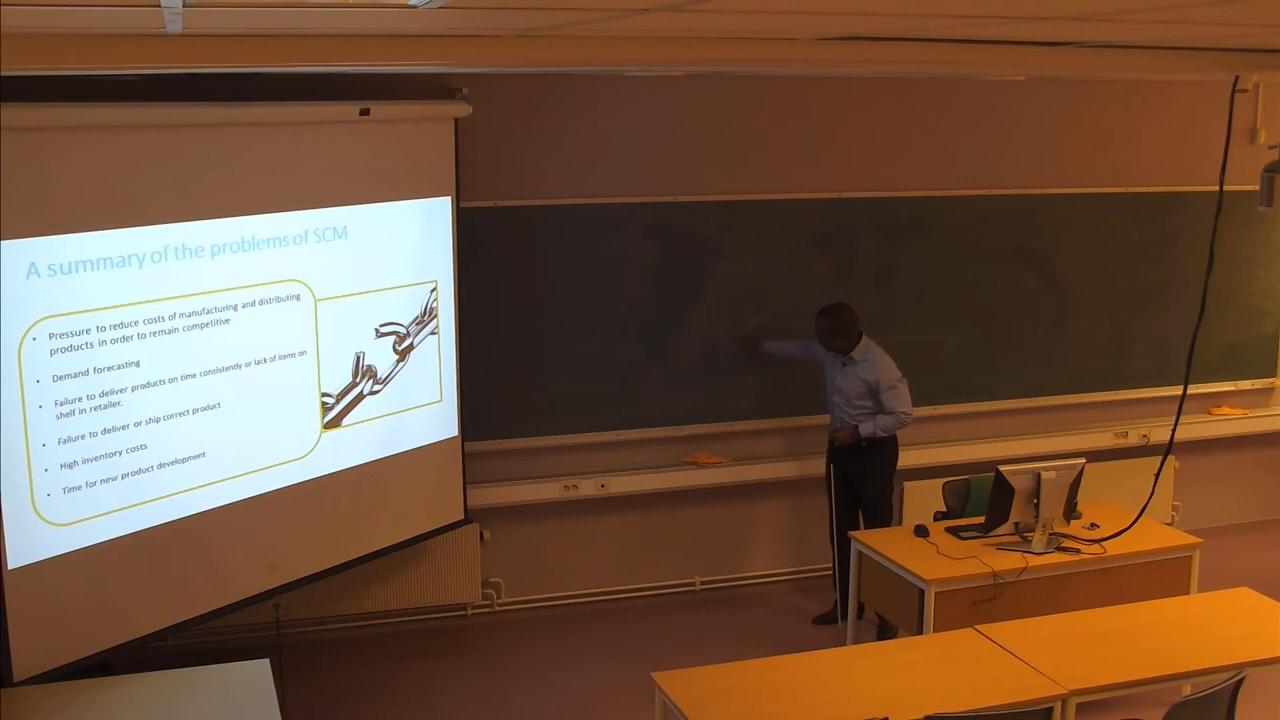 A summary of the problems of SCM
• Pressure to reduce costs of manufacturing and distributing
products in order to remain competitive
• Demand forecasting
• Failure to deliver products on time consistently or lack of items on
shelf in retailer.
• Failure to deliver or ship correct product
• High inventory costs
• Time for new product development